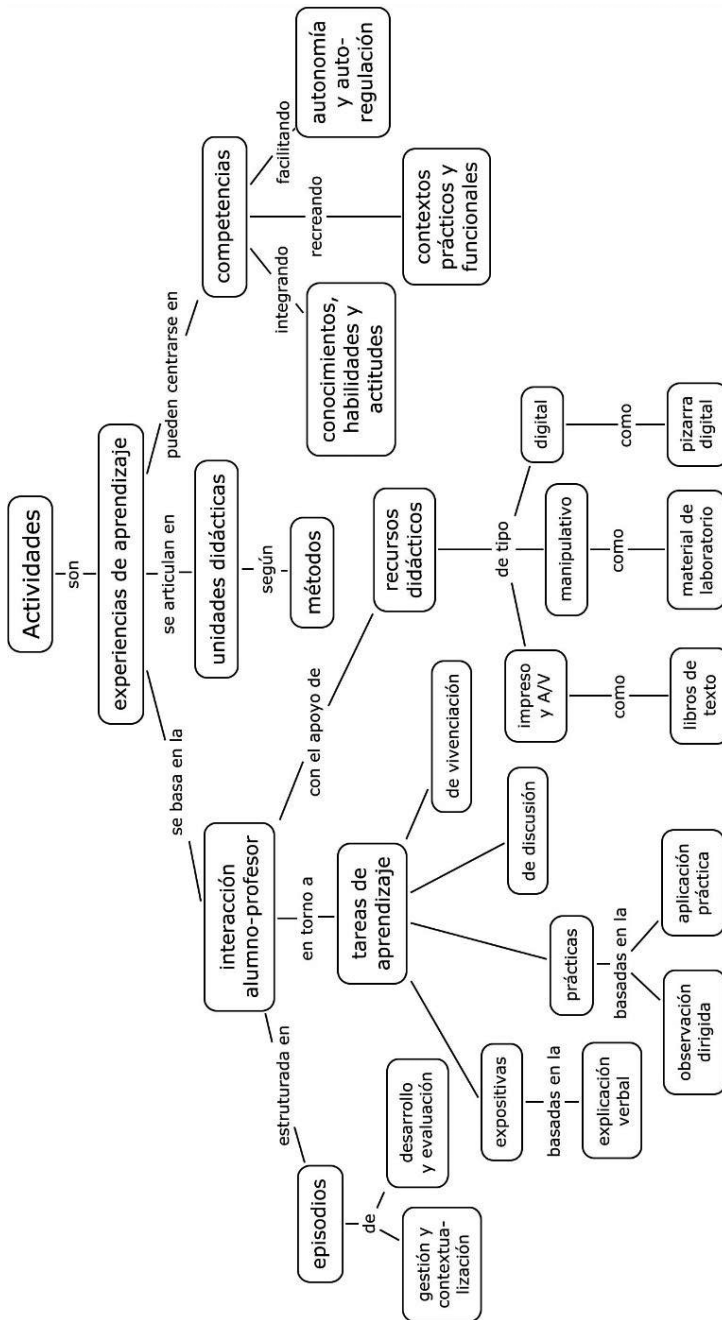 Actividades
son
experiencias de aprendizaje
se basa en la
se articulan en
pueden centrarse en
interacción
alumno-profesor
unidades didácticas
competencias
según
métodos
integrando
recreando
facilitando
conocimientos,
habilidades y
actitudes
contextos
prácticos y
funcionales
autonomía
y auto-
regulación
estruturada en
en torno a
con el apoyo de
episodios
tareas de
aprendizaje
recursos
didácticos
de
gestión y
contextua-
lización
desarrollo
y evaluación
expositivas
prácticas
de discusión
de vivenciación
basadas en la
explicación
verbal
basadas en la
observación
dirigida
aplicación
práctica
de tipo
impreso
y A/V
manipulativo
digital
como
como
como
libros de
texto
material de
laboratorio
pizarra
digital